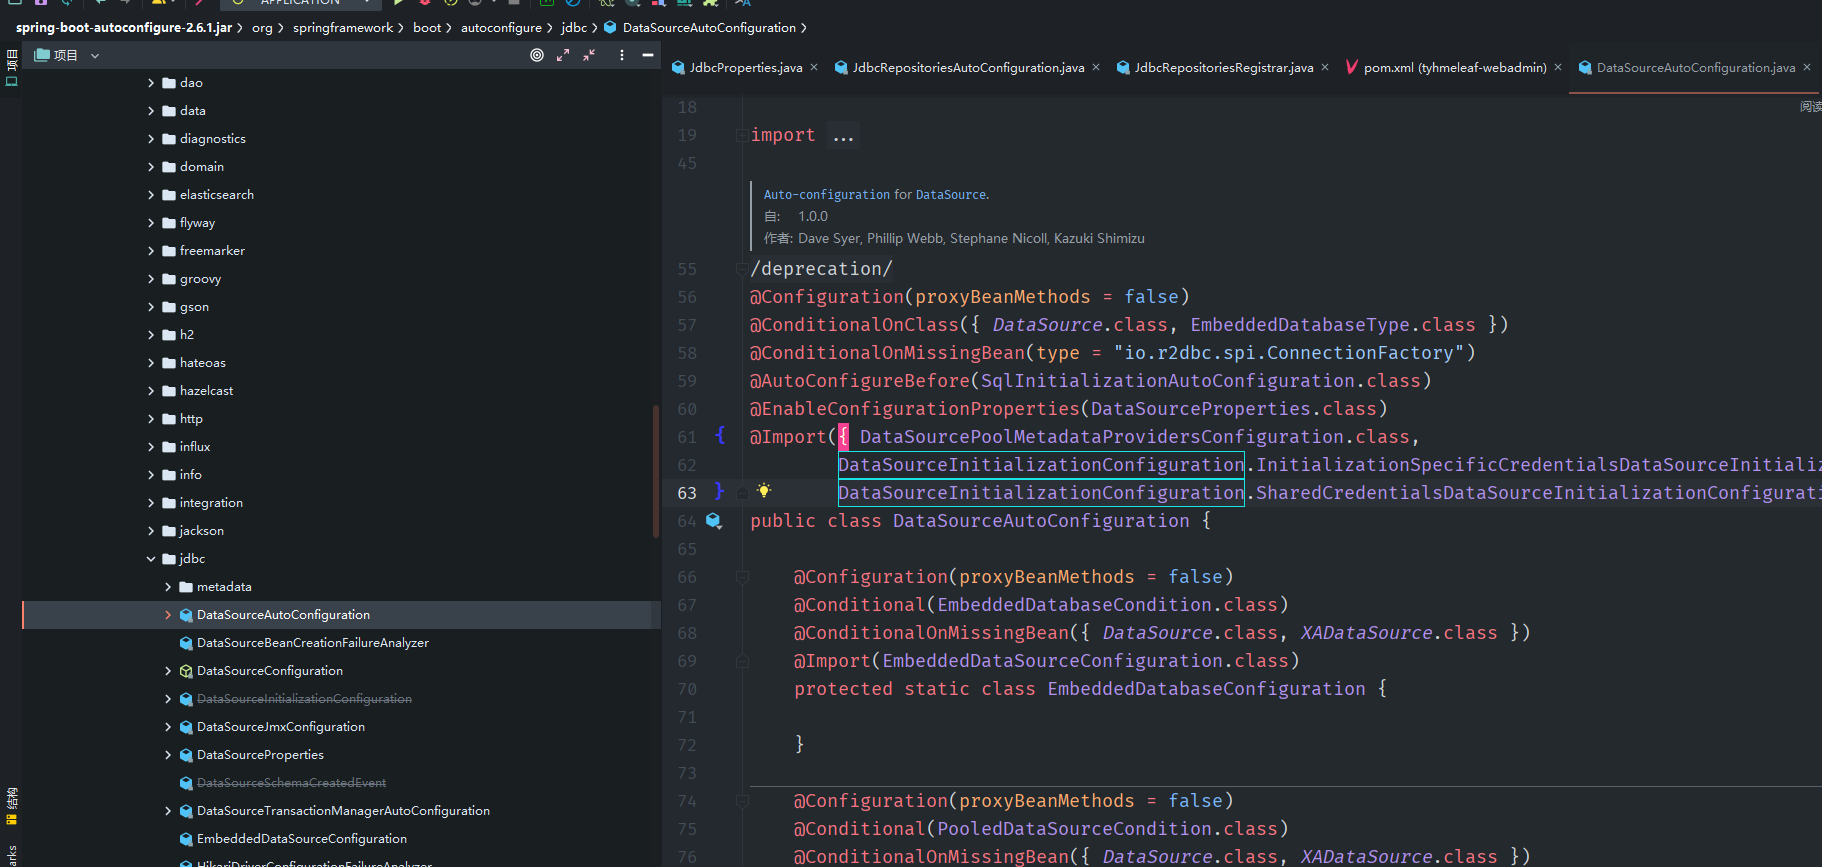 APPLICATION
spring-boot-autoconfigure-2.6.1.jar org springframework boot autoconfigure jdbc DataSourceAutoConfiguration
项目
项目
dao
data
diagnostics
domain
elasticsearch
flyway
freemarker
groovy
gson
h2
hateoas
hazelcast
http
influx
info
integration
jackson
jdbc
metadata
DataSourceAutoConfiguration
DataSourceBeanCreationFailureAnalyzer
DataSourceConfiguration
DataSourceInitializationConfiguration
DataSourceJmxConfiguration
DataSourceProperties
DataSourceSchemaCreatedEvent
DataSourceTransactionManagerAutoConfiguration
EmbeddedDataSourceConfiguration
HikariDriverConfigurationFailureAnalyzer
结构
arks
JdbcProperties.java JdbcRepositoriesAutoConfiguration.java JdbcRepositoriesRegistrar.java pom.xml (tyhmeleaf-webadmin) DataSourceAutoConfiguration.java
阅读
18
19 import ...
45
Auto-configuration for DataSource.
自: 1.0.0
作者: Dave Syer, Phillip Webb, Stephane Nicoll, Kazuki Shimizu
55 /deprecation/
56 @Configuration(proxyBeanMethods = false)
57 @ConditionalOnClass({ DataSource.class, EmbeddedDatabaseType.class })
58 @ConditionalOnMissingBean(type = "io.r2dbc.spi.ConnectionFactory")
59 @AutoConfigureBefore(SqlInitializationAutoConfiguration.class)
60 @EnableConfigurationProperties(DataSourceProperties.class)
61 { @Import({ DataSourcePoolMetadataProvidersConfiguration.class,
62 DataSourceInitializationConfiguration.InitializationSpecificCredentialsDataSourceInitializ
63 } DataSourceInitializationConfiguration.SharedCredentialsDataSourceInitializationConfigurati
64 public class DataSourceAutoConfiguration {
65
66 @Configuration(proxyBeanMethods = false)
67 @Conditional(EmbeddedDatabaseCondition.class)
68 @ConditionalOnMissingBean({ DataSource.class, XADataSource.class })
69 @Import(EmbeddedDataSourceConfiguration.class)
70 protected static class EmbeddedDatabaseConfiguration {
71
72 }
73
74 @Configuration(proxyBeanMethods = false)
75 @Conditional(PooledDataSourceCondition.class)
76 @ConditionalOnMissingBean({ DataSource.class, XADataSource.class })